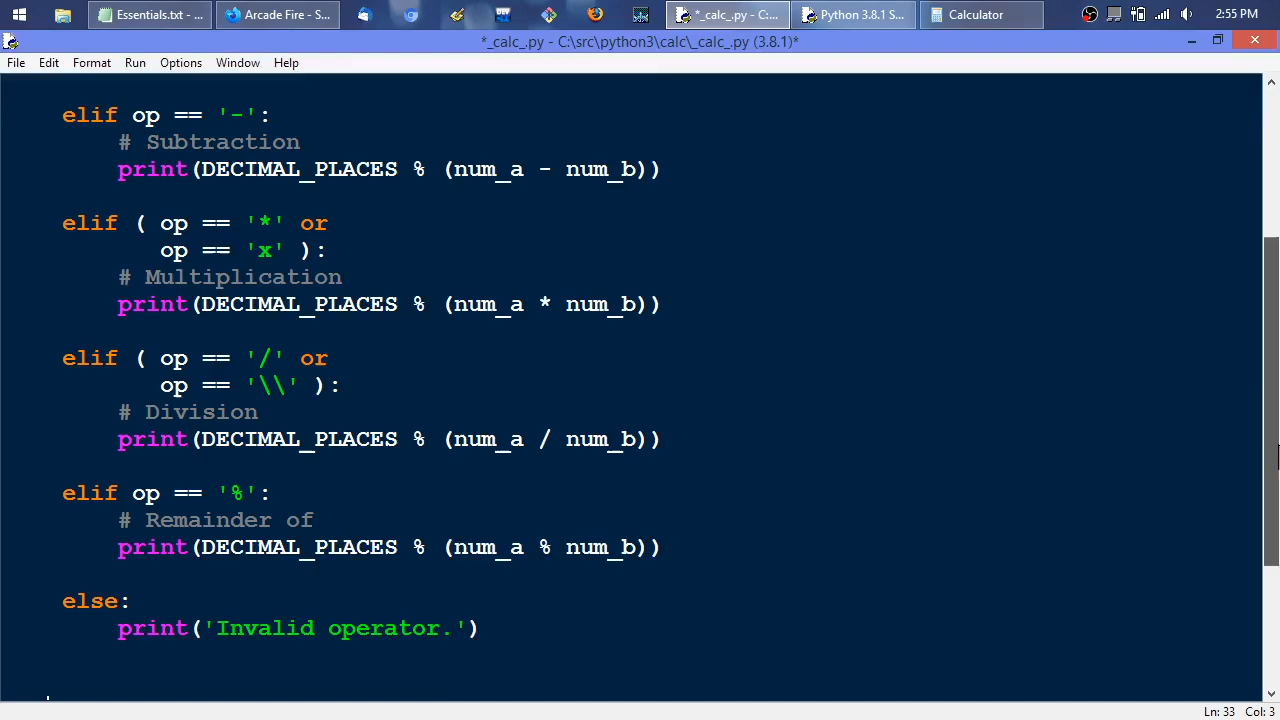 Essentials.txt - ...
Arcade Fire - S...
*_calc_.py - C:...
Python 3.8.1 S...
Calculator
2:55 PM
*_calc_.py - C:\src\python3\calc\_calc_.py (3.8.1)*
File Edit Format Run Options Window Help
elif op == '-':
# Subtraction
print(DECIMAL_PLACES % (num_a - num_b))
elif ( op == '*' or
op == 'x' ):
# Multiplication
print(DECIMAL_PLACES % (num_a * num_b))
elif ( op == '/' or
op == '\\' ):
# Division
print(DECIMAL_PLACES % (num_a / num_b))
elif op == '%':
# Remainder of
print(DECIMAL_PLACES % (num_a % num_b))
else:
print('Invalid operator.')
Ln: 33 Col: 3